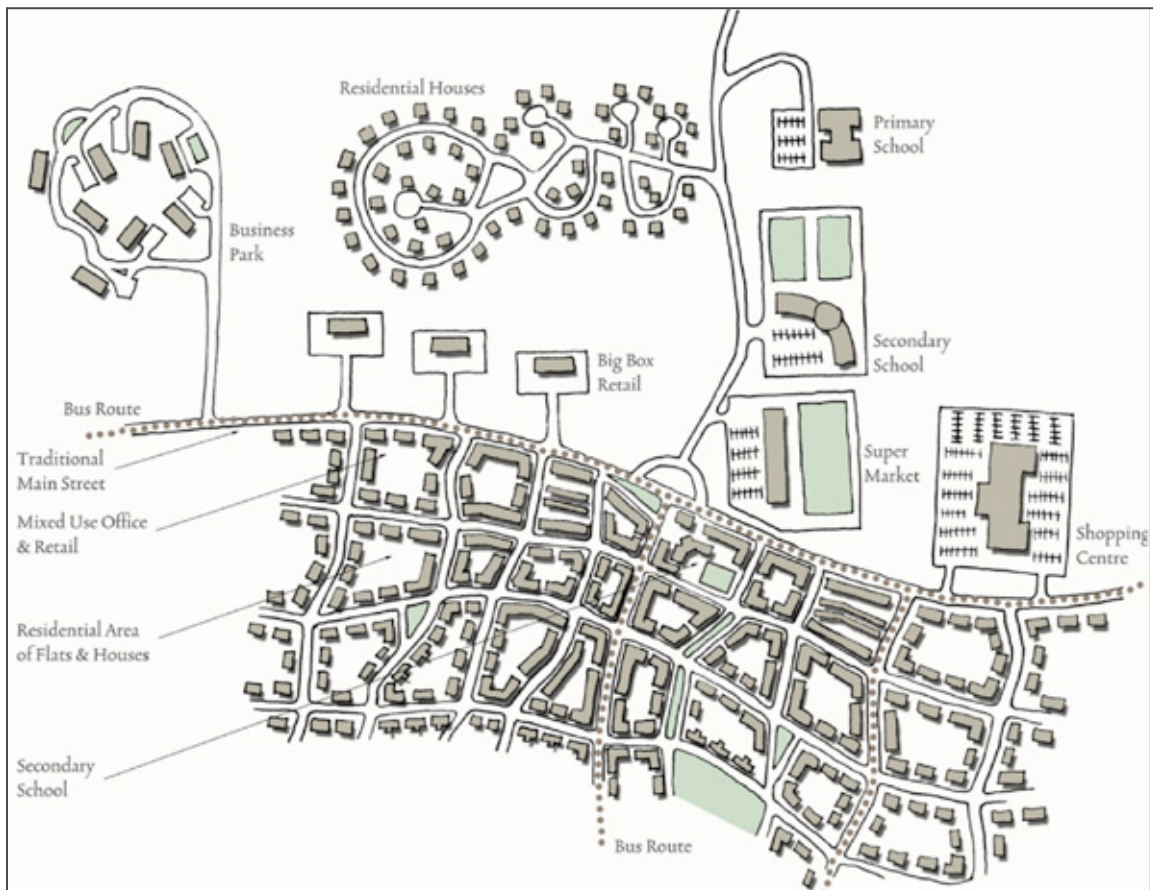 Residential Houses
Primary
School
Business
Park
Secondary
School
Big Box
Retail
Bus Route
Traditional
Main Street
Super
Market
Mixed Use Office
& Retail
Shopping
Centre
Residential Area
of Flats & Houses
Secondary
School
Bus Route